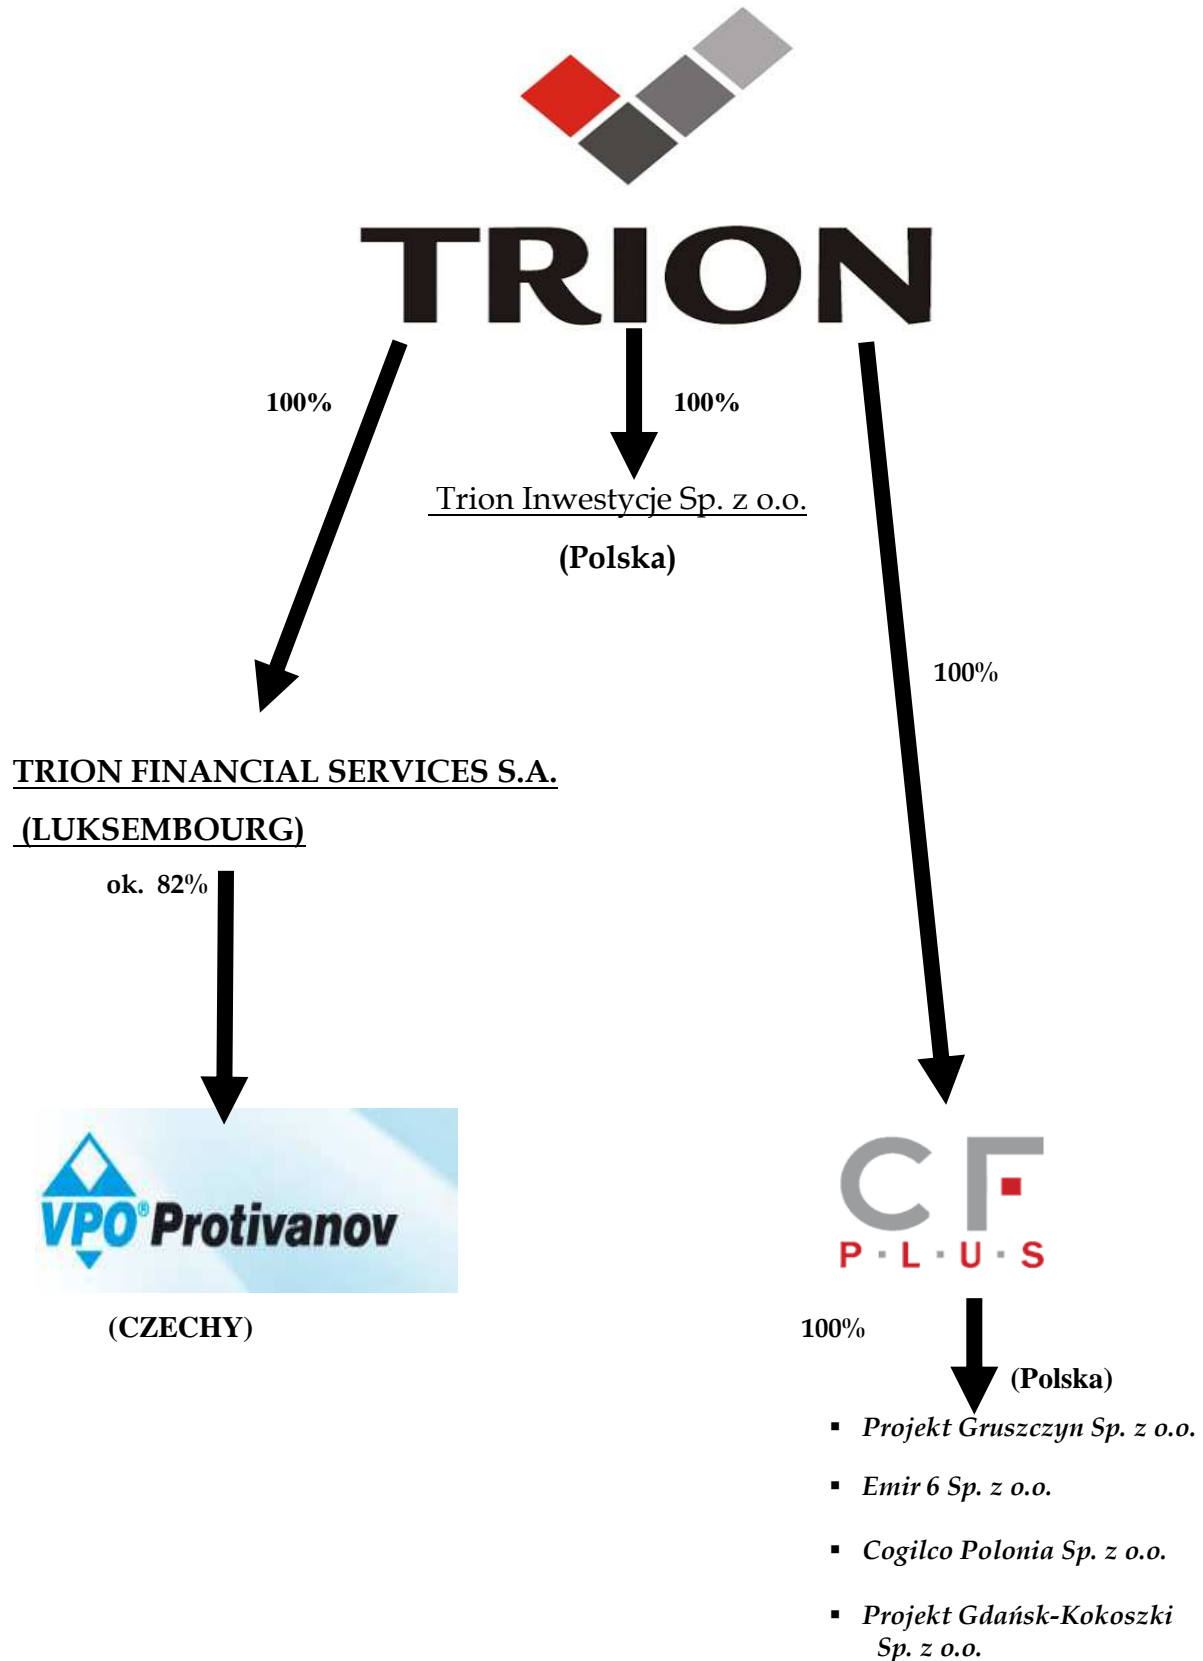 TRION
100%
100%
Trion Inwestycje Sp. z o.o.
(Polska)
100%
TRION FINANCIAL SERVICES S.A.
(LUKSEMBOURG)
ok. 82%
VPO® Protivanov
(CZECHY)
CF
P·L·U·S
100%
(Polska)
▪ Projekt Gruszczyn Sp. z o.o.
▪ Emir 6 Sp. z o.o.
▪ Cogilco Polonia Sp. z o.o.
▪ Projekt Gdańsk-Kokoszki
Sp. z o.o.